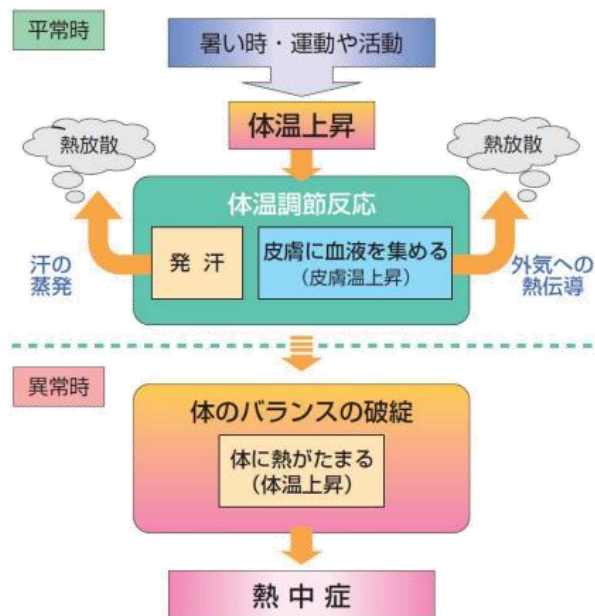 平常時
暑い時・運動や活動
体温上昇
熱放散
熱放散
体温調節反応
発 汗
皮膚に血液を集める
(皮膚温上昇)
汗の
蒸発
外気への
熱伝導
異常時
体のバランスの破綻
体に熱がたまる
(体温上昇)
熱 中 症